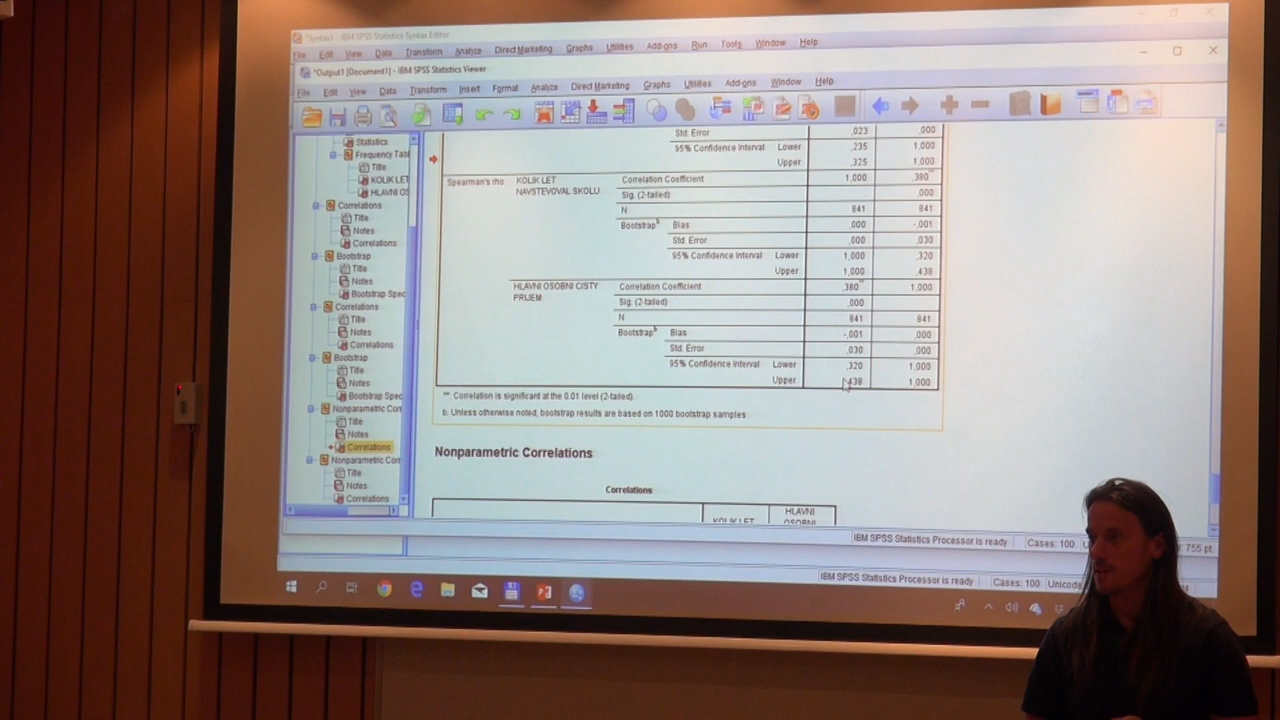 *Syntax1 - IBM SPSS Statistics Syntax Editor
File Edit View Data Transform Analyze Direct Marketing Graphs Utilities Add-ons Run Tools Window Help
*Output1 [Document1] - IBM SPSS Statistics Viewer
File Edit View Data Transform Insert Format Analyze Direct Marketing Graphs Utilities Add-ons Window Help
Statistics
Frequency Tabl
Title
KOLIK LET
HLAVNI OS
Correlations
Title
Notes
Correlations
Bootstrap
Title
Notes
Bootstrap Spec
Correlations
Title
Notes
Correlations
Bootstrap
Title
Notes
Bootstrap Spec
Nonparametric Corr
Title
Notes
Correlations
Nonparametric Corr
Title
Notes
Correlations
Std. Error ,023 ,000
95% Confidence Interval Lower ,235 1,000
Upper ,325 1,000
Spearman's rho KOLIK LET NAVSTEVOVAL SKOLU Correlation Coefficient 1,000 ,380**
Sig. (2-tailed) ,000
N 841 841
Bootstrap b Bias ,000 -,001
Std. Error ,000 ,030
95% Confidence Interval Lower 1,000 ,320
Upper 1,000 ,438
HLAVNI OSOBNI CISTY PRIJEM Correlation Coefficient ,380** 1,000
Sig. (2-tailed) ,000
N 841 841
Bootstrap b Bias -,001 ,000
Std. Error ,030 ,000
95% Confidence Interval Lower ,320 1,000
Upper ,438 1,000
**. Correlation is significant at the 0.01 level (2-tailed).
b. Unless otherwise noted, bootstrap results are based on 1000 bootstrap samples
Nonparametric Correlations
Correlations
KOLIK LET HLAVNI OSOBNI
IBM SPSS Statistics Processor is ready Cases: 100 755 pt.
IBM SPSS Statistics Processor is ready Cases: 100 Unicode